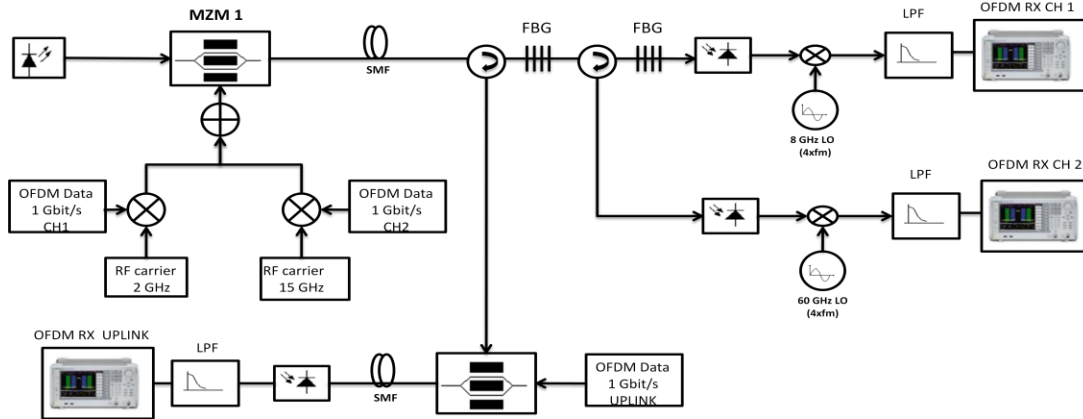 MZM 1
FBG
FBG
LPF
OFDM RX CH 1
SMF
8 GHz LO
(4xfm)
OFDM Data
1 Gbit/s
CH1
OFDM Data
1 Gbit/s
CH2
RF carrier
2 GHz
RF carrier
15 GHz
LPF
OFDM RX CH 2
60 GHz LO
(4xfm)
OFDM RX UPLINK
LPF
SMF
OFDM Data
1 Gbit/s
UPLINK